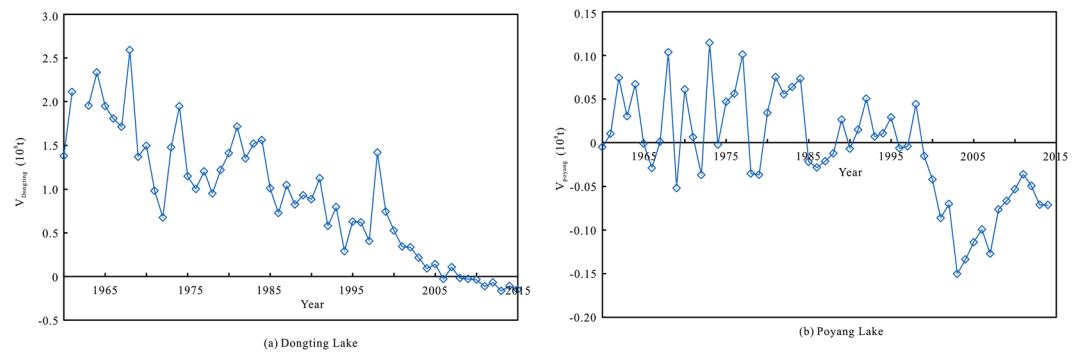 3.0
2.5
2.0
1.5
1.0
0.5
0
-0.5
V Dongting (10⁸t)
1965 1975 1985 1995 2005 2015
Year
(a) Dongting Lake
0.15
0.10
0.05
0
-0.05
-0.10
-0.15
-0.20
V poyang (10⁸t)
1965 1975 1985 1995 2005 2015
Year
(b) Poyang Lake